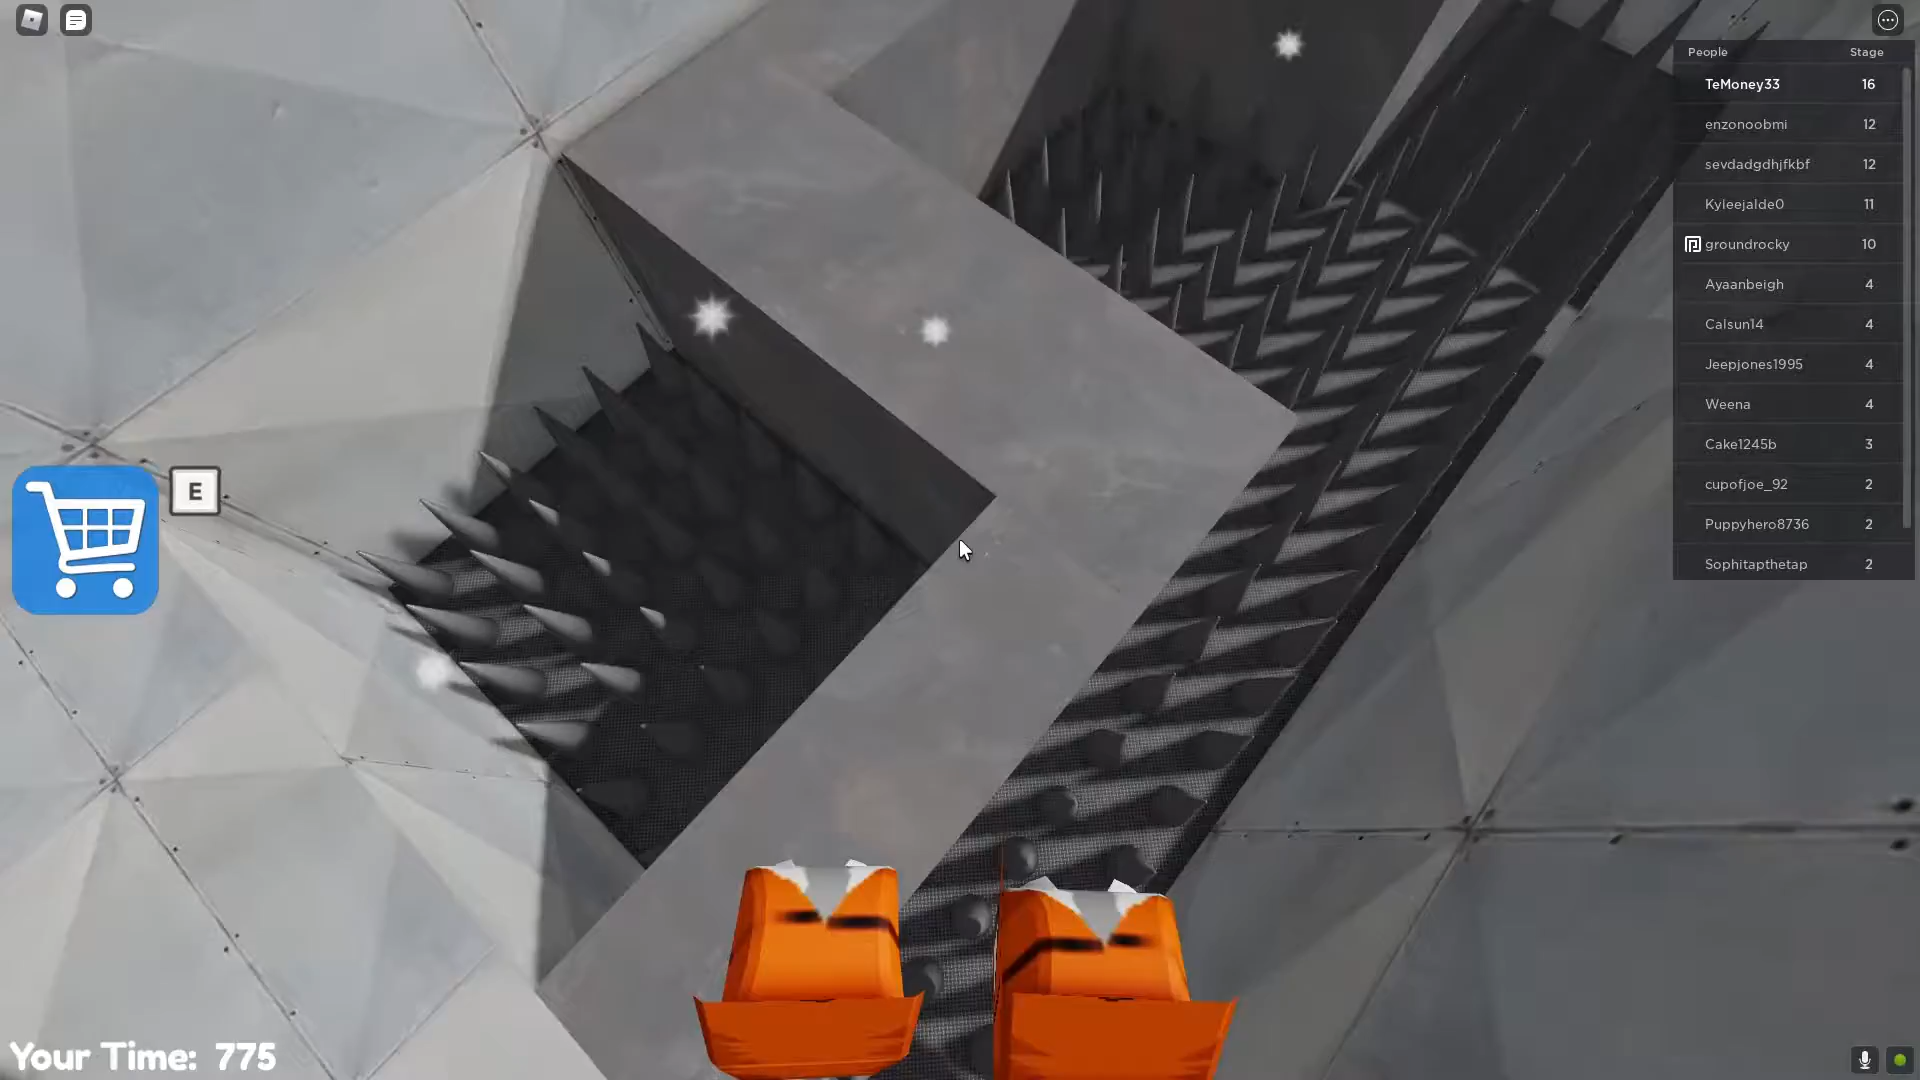 People Stage
TeMoney33 16
enzonoobmi 12
sevdadgdhjfkbf 12
Kyleejalde0 11
groundrocky 10
Ayaanbeigh 4
Calsun14 4
Jeepjones1995 4
Weena 4
Cake1245b 3
cupofjoe_92 2
Puppyhero8736 2
Sophitapthetap 2
E
Your Time: 775